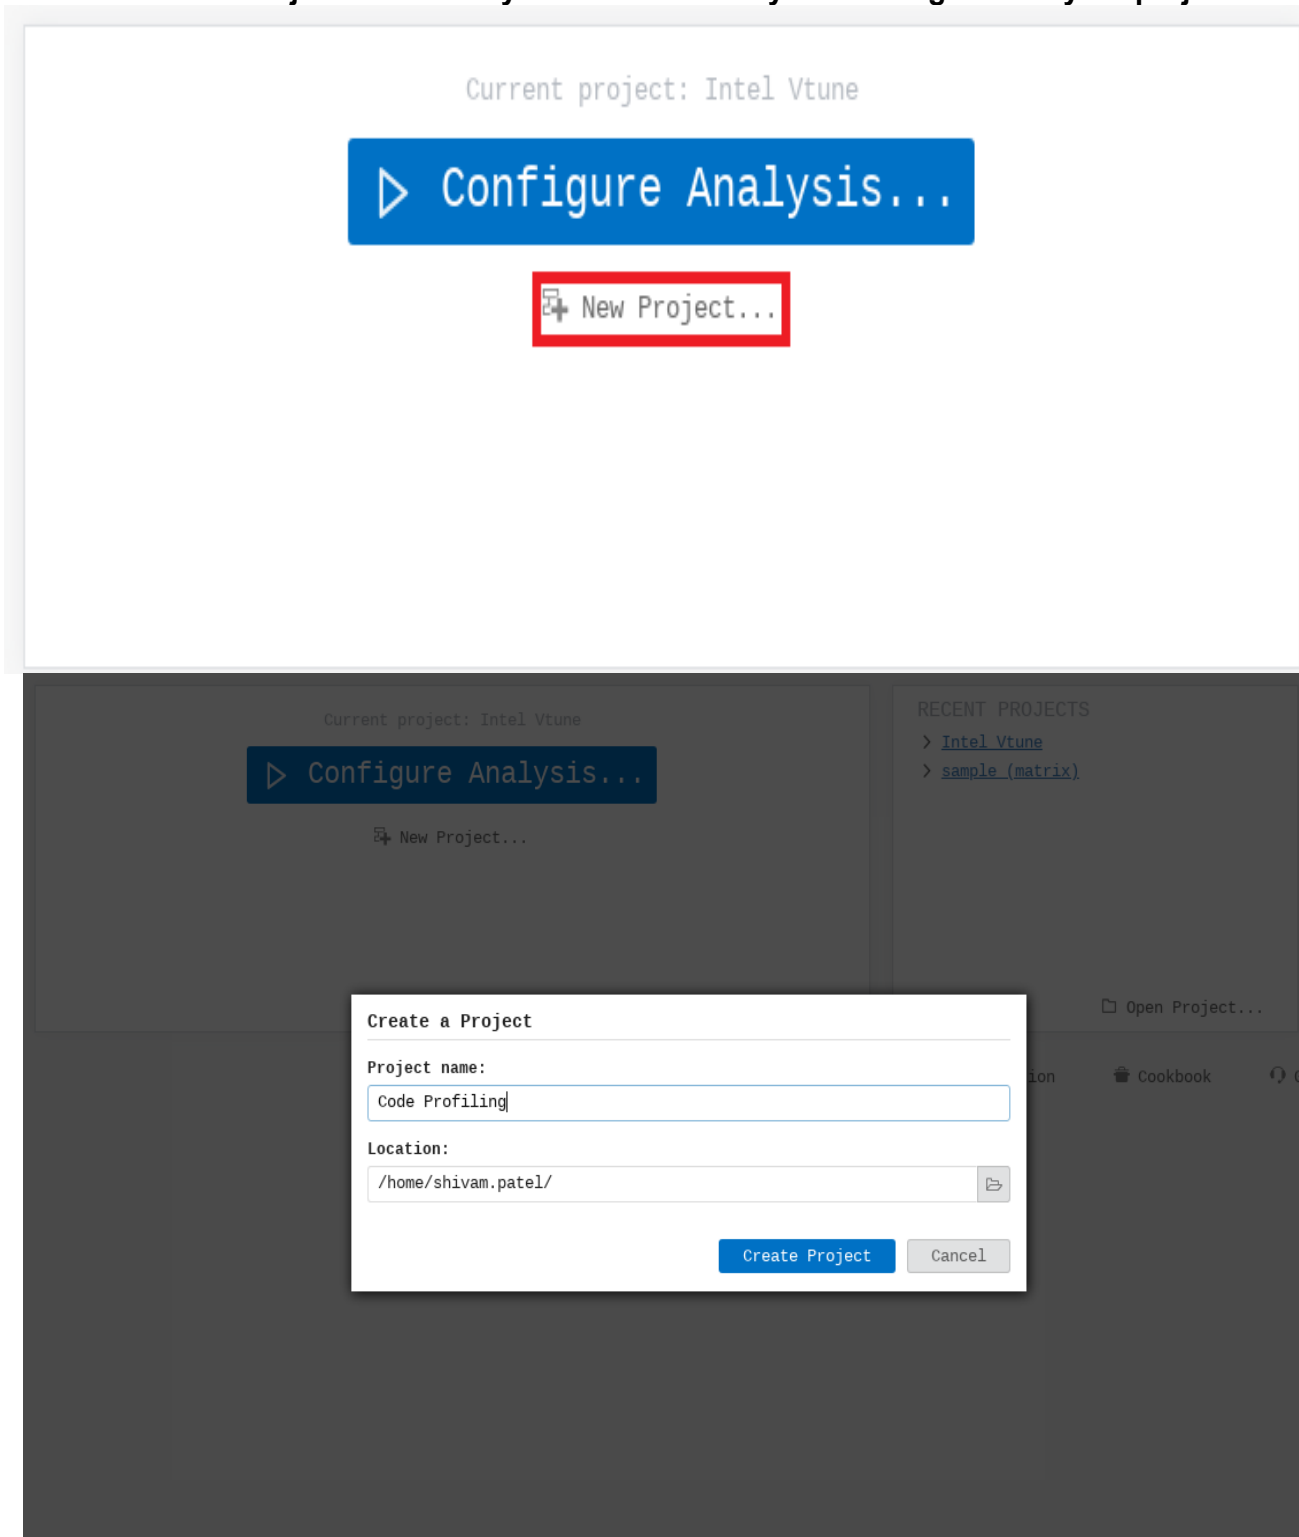 Current project: Intel Vtune
Configure Analysis...
New Project...
Current project: Intel Vtune
Configure Analysis...
New Project...
RECENT PROJECTS
Intel Vtune
sample (matrix)
Open Project...
Cookbook
Create a Project
Project name:
Code Profiling
Location:
/home/shivam.patel/
Create Project Cancel